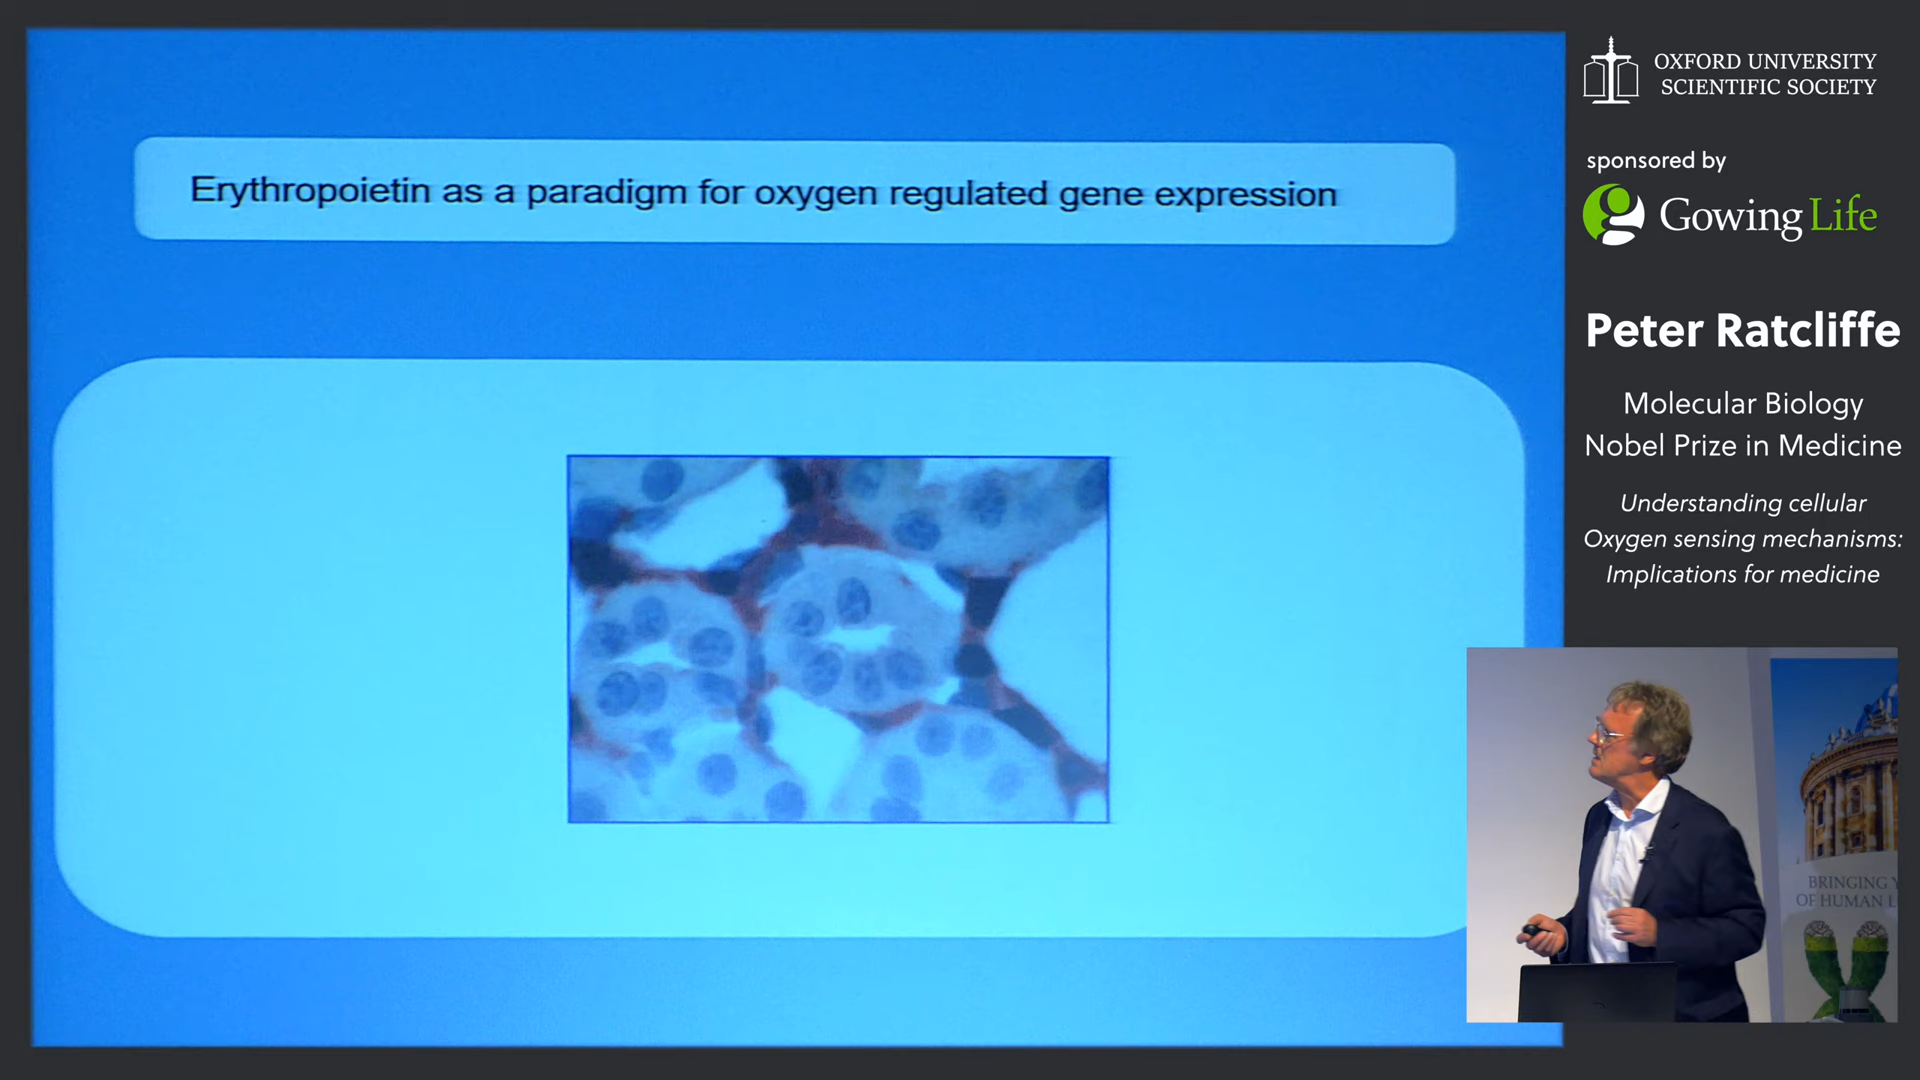 Erythropoietin as a paradigm for oxygen regulated gene expression
OXFORD UNIVERSITY
SCIENTIFIC SOCIETY
sponsored by
Gowing Life
Peter Ratcliffe
Molecular Biology
Nobel Prize in Medicine
Understanding cellular
Oxygen sensing mechanisms:
Implications for medicine
BRINGING
OF HUMAN